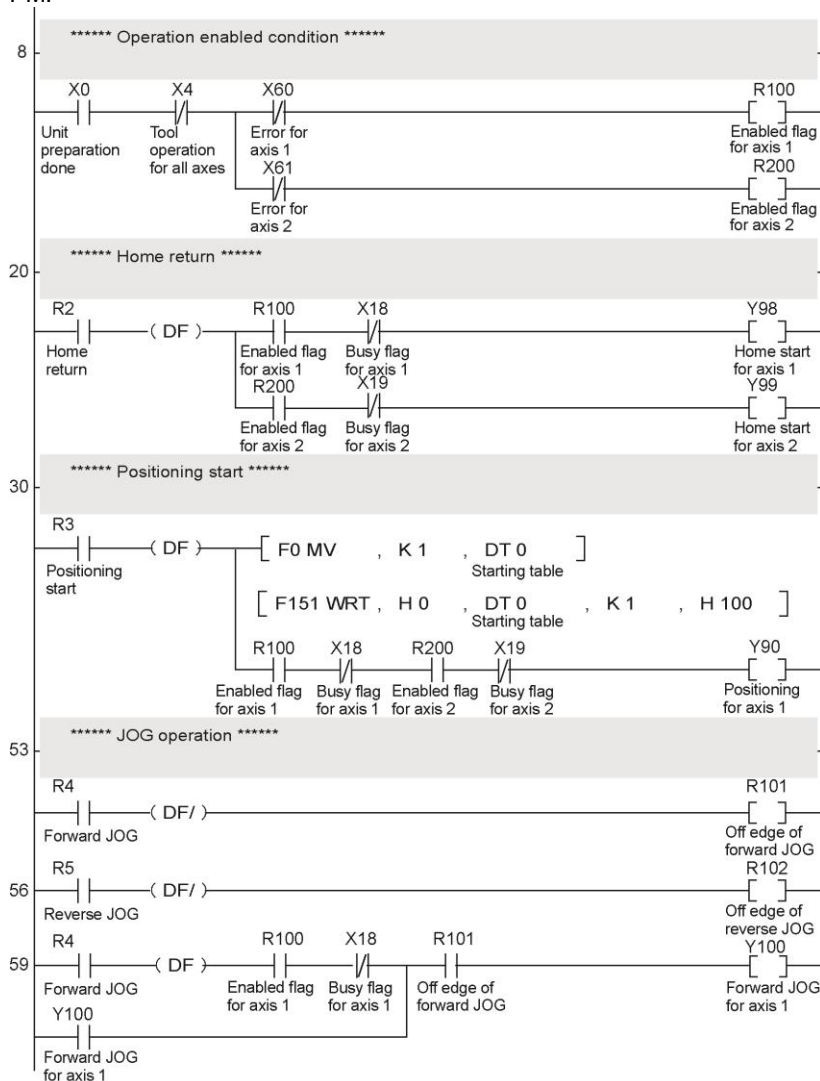 ****** Operation enabled condition ******
8
X0 X4 X60 R100
Unit preparation done
Tool operation for all axes
Error for axis 1
Enabled flag for axis 1
X61 R200
Error for axis 2
Enabled flag for axis 2
****** Home return ******
20
R2 R100 X18 Y98
( DF )
Home return
Enabled flag for axis 1
Busy flag for axis 1
Home start for axis 1
R200 X19 Y99
Enabled flag for axis 2
Busy flag for axis 2
Home start for axis 2
****** Positioning start ******
30
R3
( DF )
Positioning start
[ F0 MV , K 1 , DT 0 ]
Starting table
[ F151 WRT , H 0 , DT 0 , K 1 , H 100 ]
Starting table
R100 X18 R200 X19 Y90
Enabled flag for axis 1
Busy flag for axis 1
Enabled flag for axis 2
Busy flag for axis 2
Positioning for axis 1
****** JOG operation ******
53
R4 R101
( DF/ )
Forward JOG
Off edge of forward JOG
R5 R102
56
( DF/ )
Reverse JOG
Off edge of reverse JOG
R4 R100 X18 R101 Y100
59
( DF )
Forward JOG
Enabled flag for axis 1
Busy flag for axis 1
Off edge of forward JOG
Forward JOG for axis 1
Y100
Forward JOG for axis 1